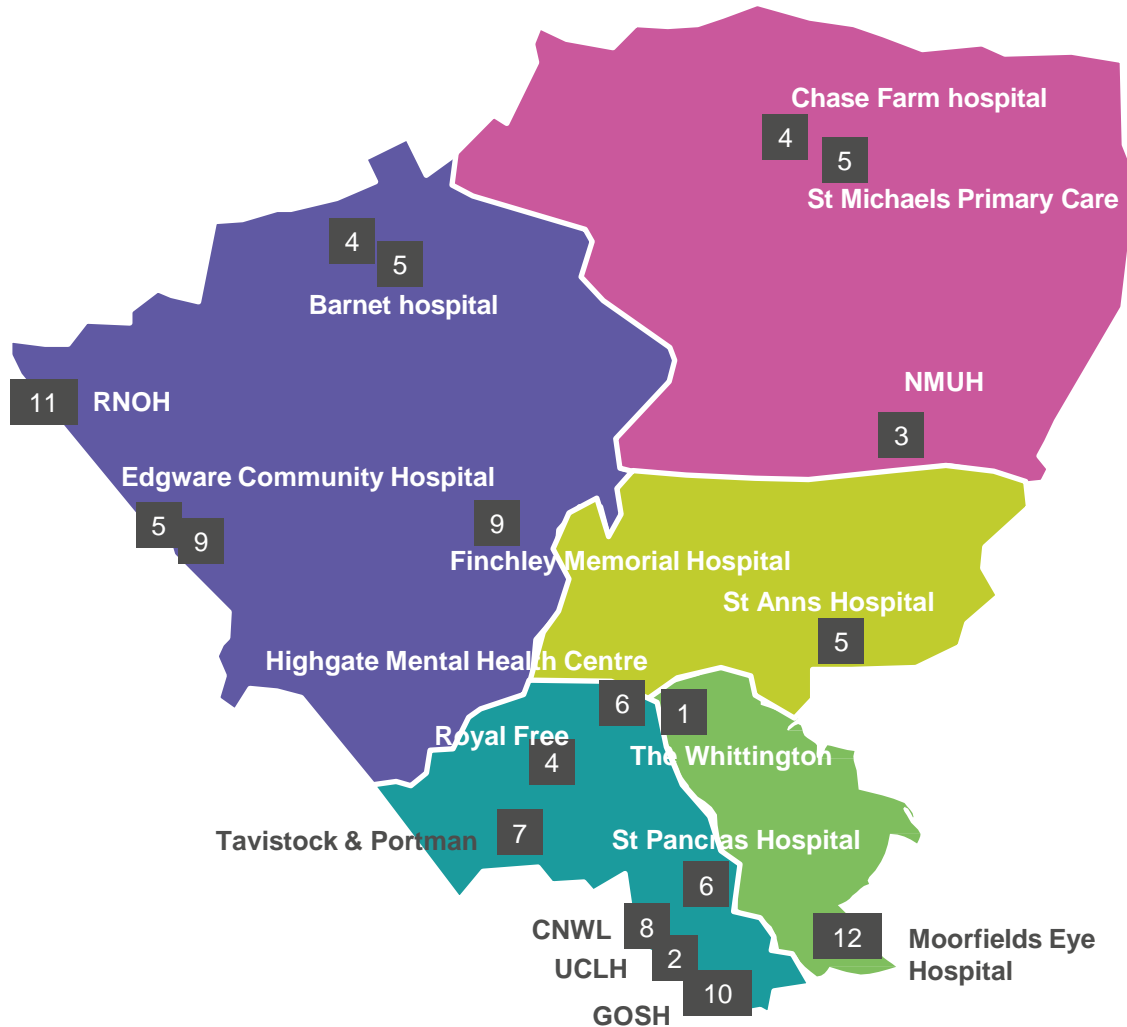 Chase Farm hospital
4
5
St Michaels Primary Care
4
5
Barnet hospital
NMUH
11
RNOH
3
Edgware Community Hospital
5
9
9
Finchley Memorial Hospital
St Anns Hospital
5
Highgate Mental Health Centre
6
1
Royal Free
The Whittington
4
Tavistock & Portman
7
St Pancras Hospital
6
CNWL
8
12
Moorfields Eye
Hospital
UCLH
2
10
GOSH